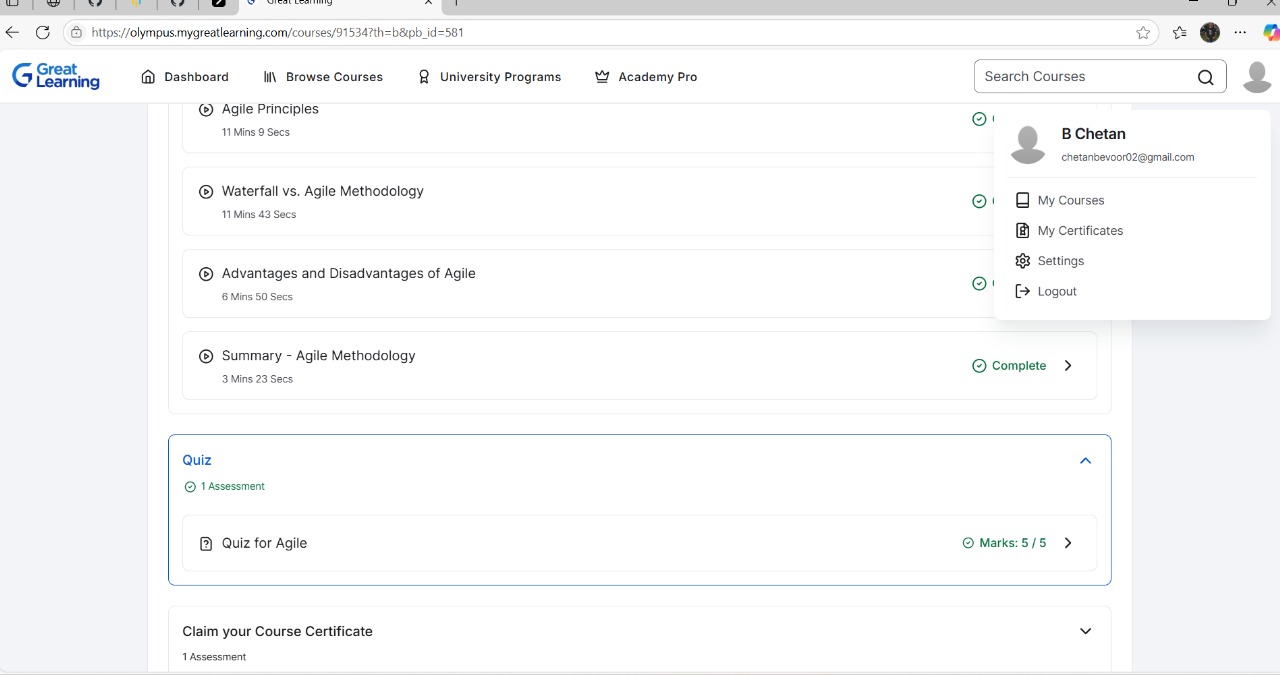 Great Learning
https://olympus.mygreatlearning.com/courses/91534?th=b&pb_id=581
Great
Learning
Dashboard
Browse Courses
University Programs
Academy Pro
Search Courses
Agile Principles
11 Mins 9 Secs
B Chetan
chetanbevoor02@gmail.com
My Courses
My Certificates
Settings
Logout
Waterfall vs. Agile Methodology
11 Mins 43 Secs
Advantages and Disadvantages of Agile
6 Mins 50 Secs
Summary - Agile Methodology
3 Mins 23 Secs
Complete
Quiz
1 Assessment
Quiz for Agile
Marks: 5 / 5
Claim your Course Certificate
1 Assessment